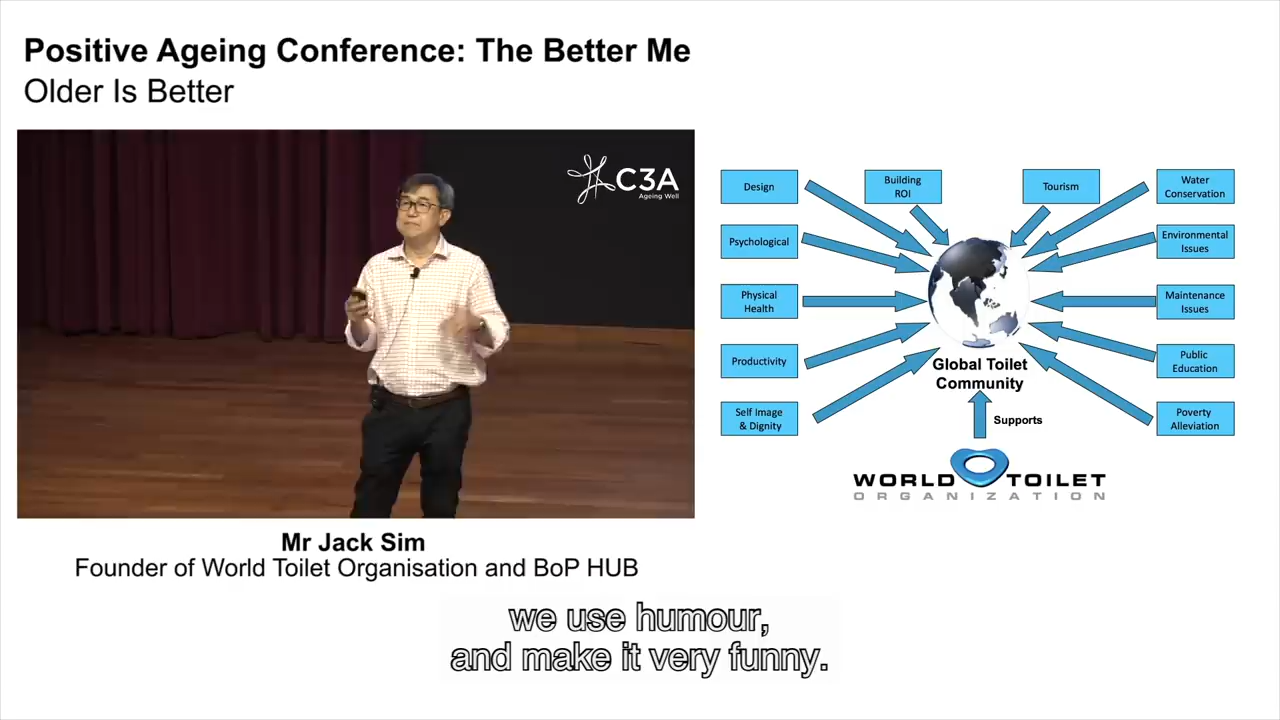 Positive Ageing Conference: The Better Me
Older Is Better
C3A
Ageing Well
Mr Jack Sim
Founder of World Toilet Organisation and BoP HUB
Design
Building
ROI
Tourism
Water
Conservation
Psychological
Environmental
Issues
Physical
Health
Maintenance
Issues
Productivity
Public
Education
Self Image
& Dignity
Poverty
Alleviation
Global Toilet
Community
Supports
WORLD TOILET
ORGANIZATION
we use humour,
and make it very funny.